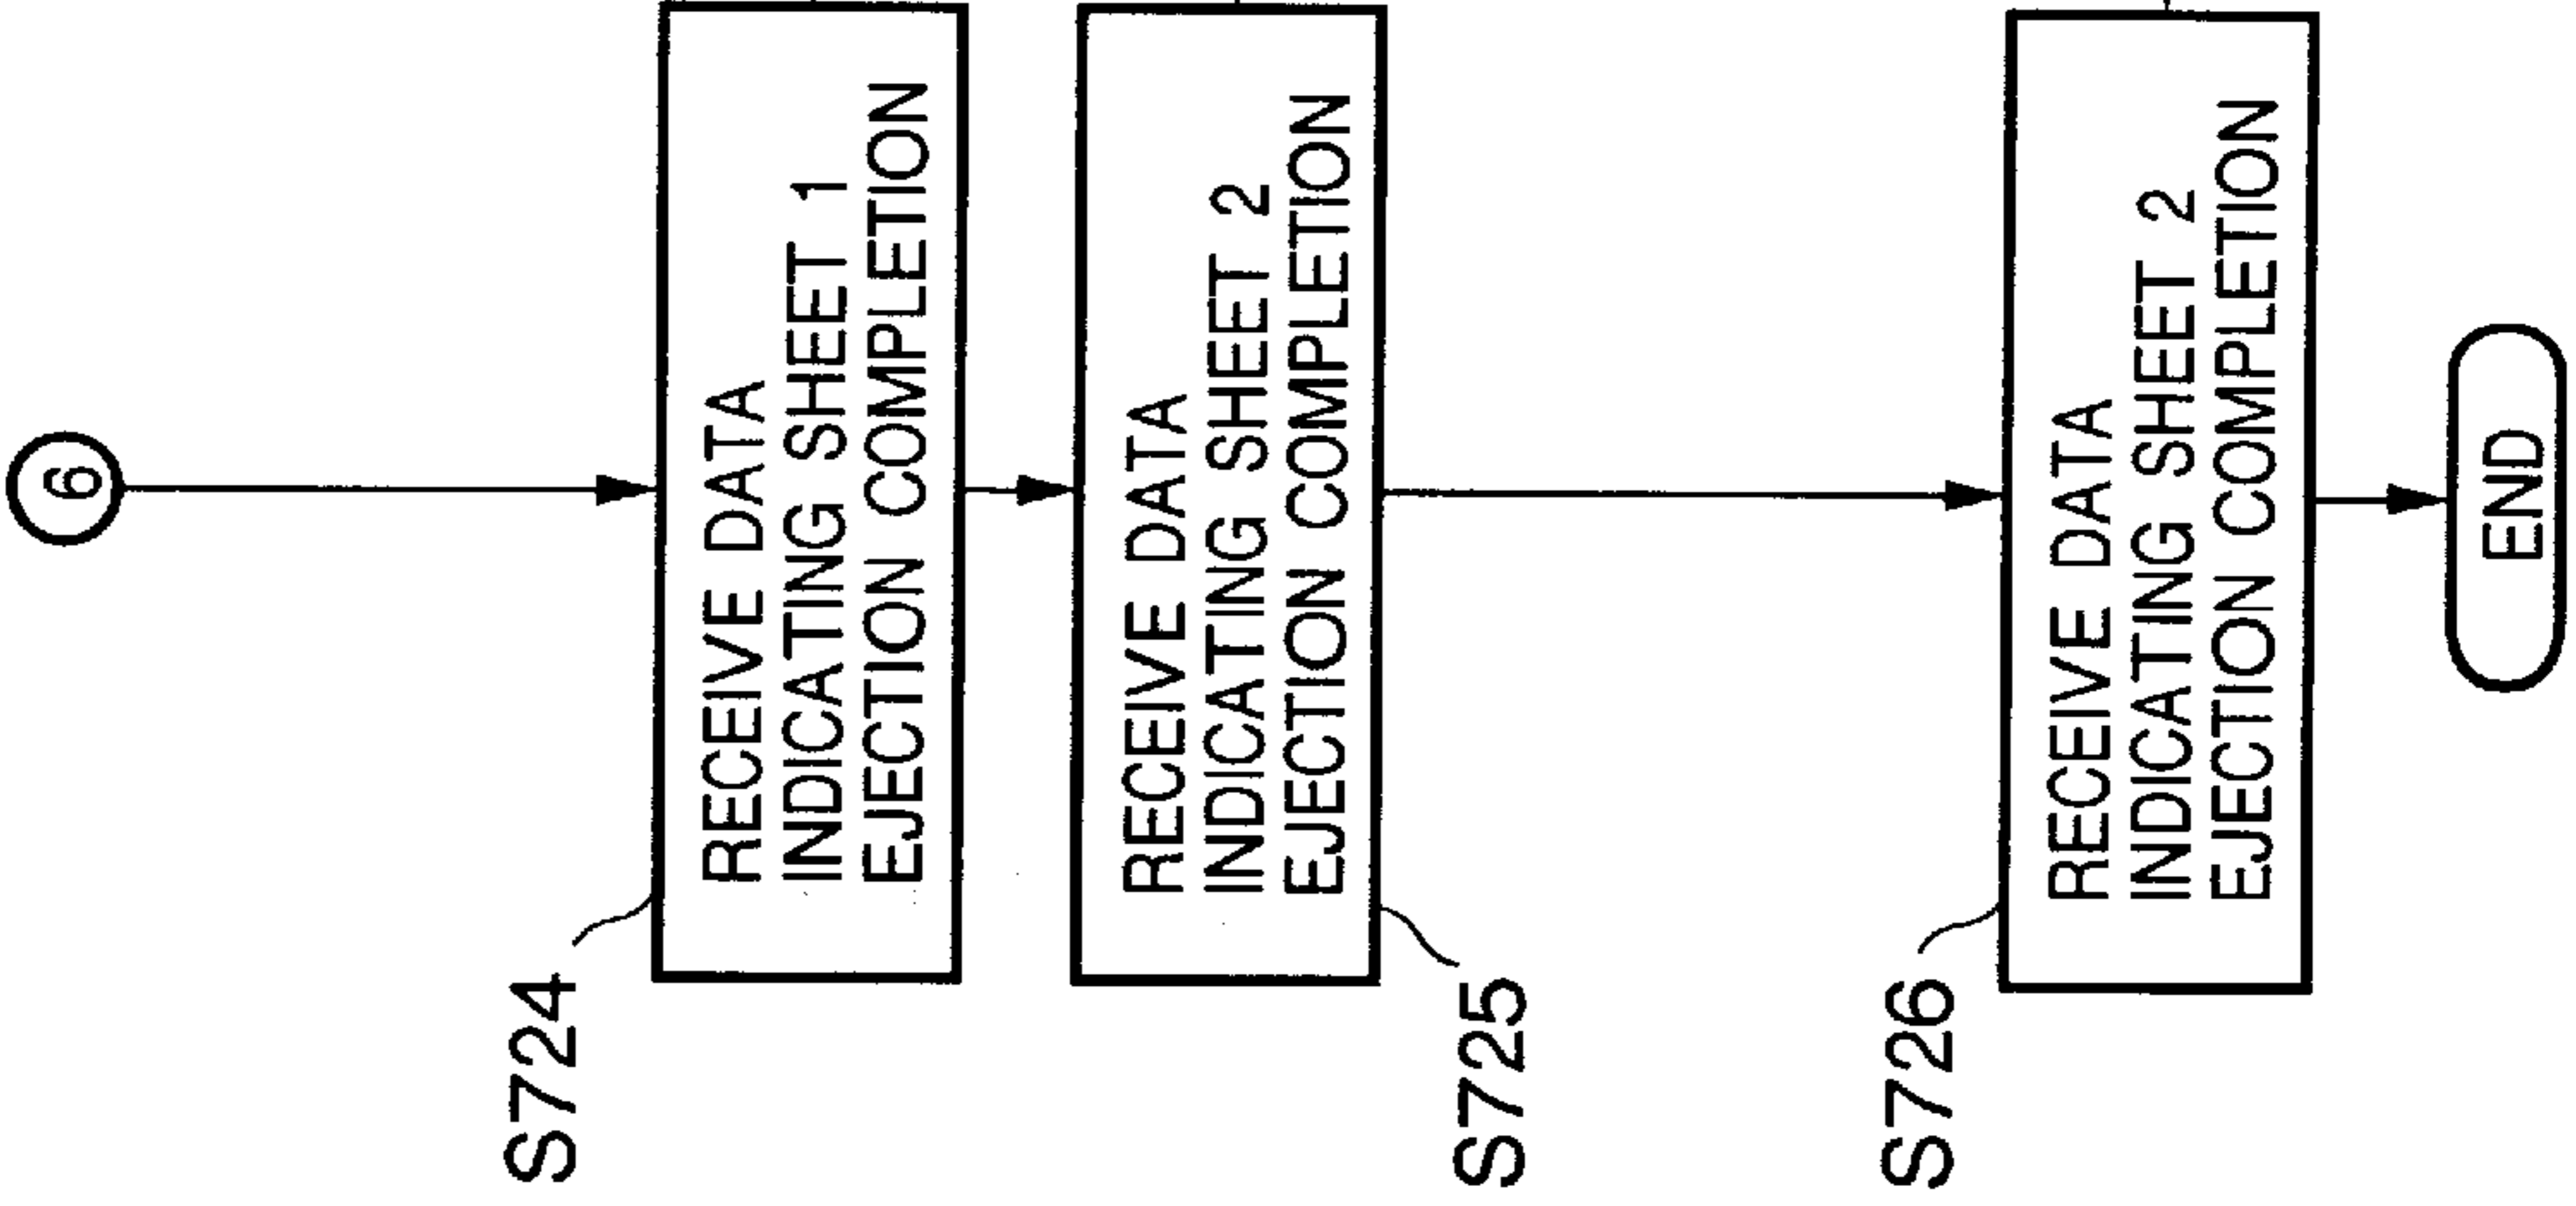 6
S724
RECEIVE DATA
INDICATING SHEET 1
EJECTION COMPLETION
RECEIVE DATA
INDICATING SHEET 2
EJECTION COMPLETION
S725
S726
RECEIVE DATA
INDICATING SHEET 2
EJECTION COMPLETION
END